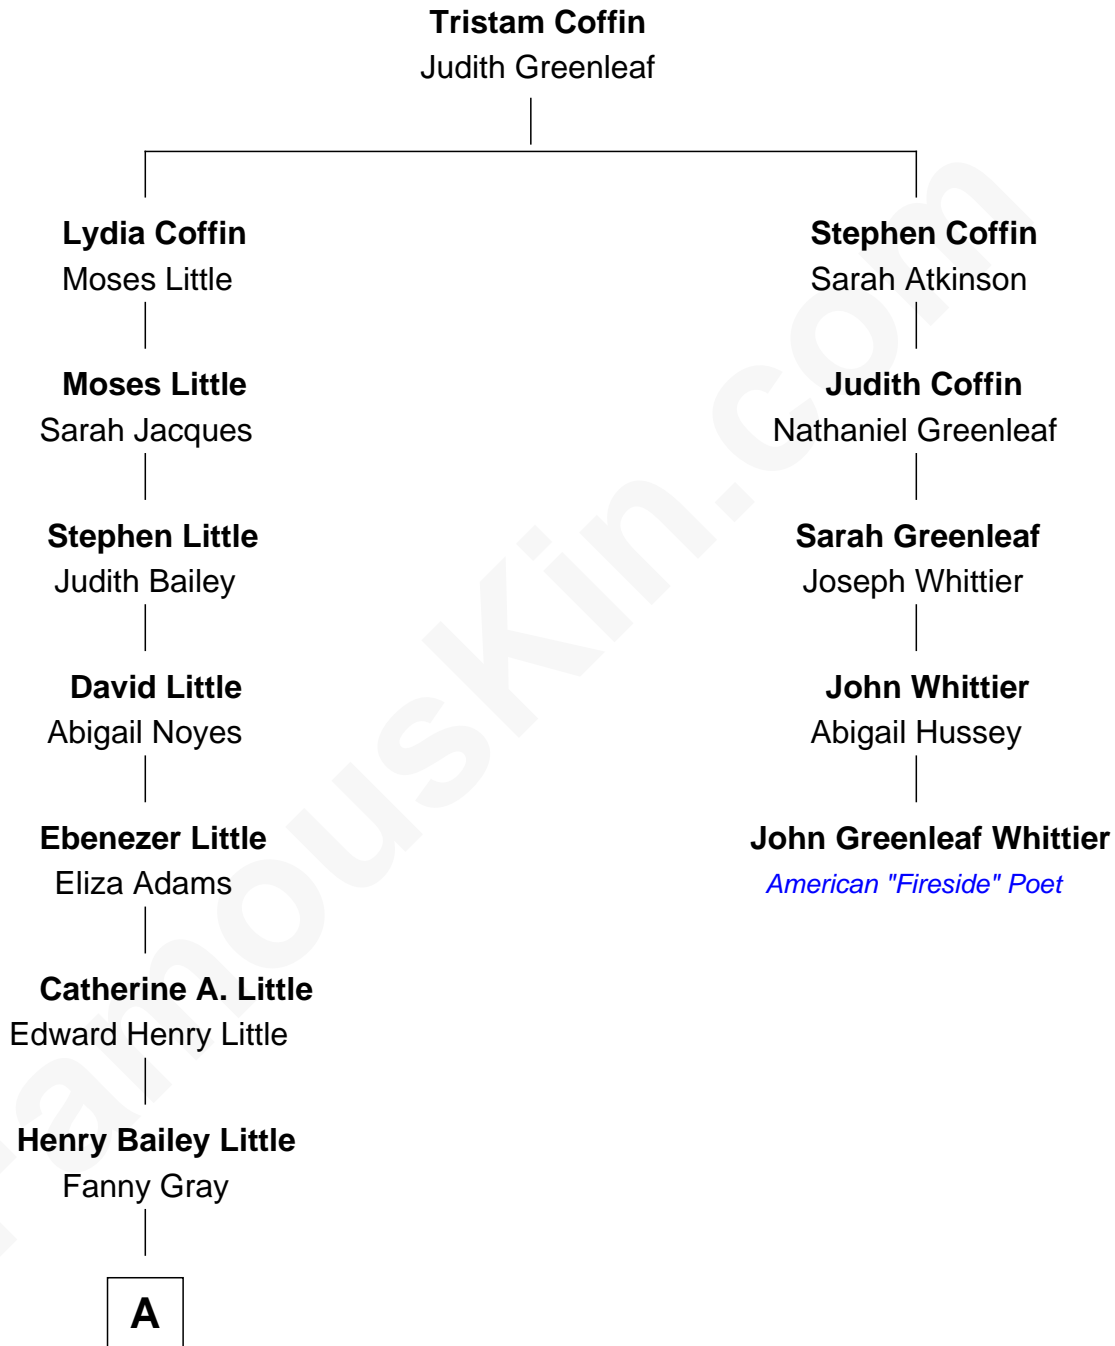 Tristam Coffin
Judith Greenleaf
Lydia Coffin
Moses Little
Stephen Coffin
Sarah Atkinson
Moses Little
Sarah Jacques
Judith Coffin
Nathaniel Greenleaf
Stephen Little
Judith Bailey
Sarah Greenleaf
Joseph Whittier
David Little
Abigail Noyes
John Whittier
Abigail Hussey
Ebenezer Little
Eliza Adams
John Greenleaf Whittier
American "Fireside" Poet
Catherine A. Little
Edward Henry Little
Henry Bailey Little
Fanny Gray
A
FamousKin.com